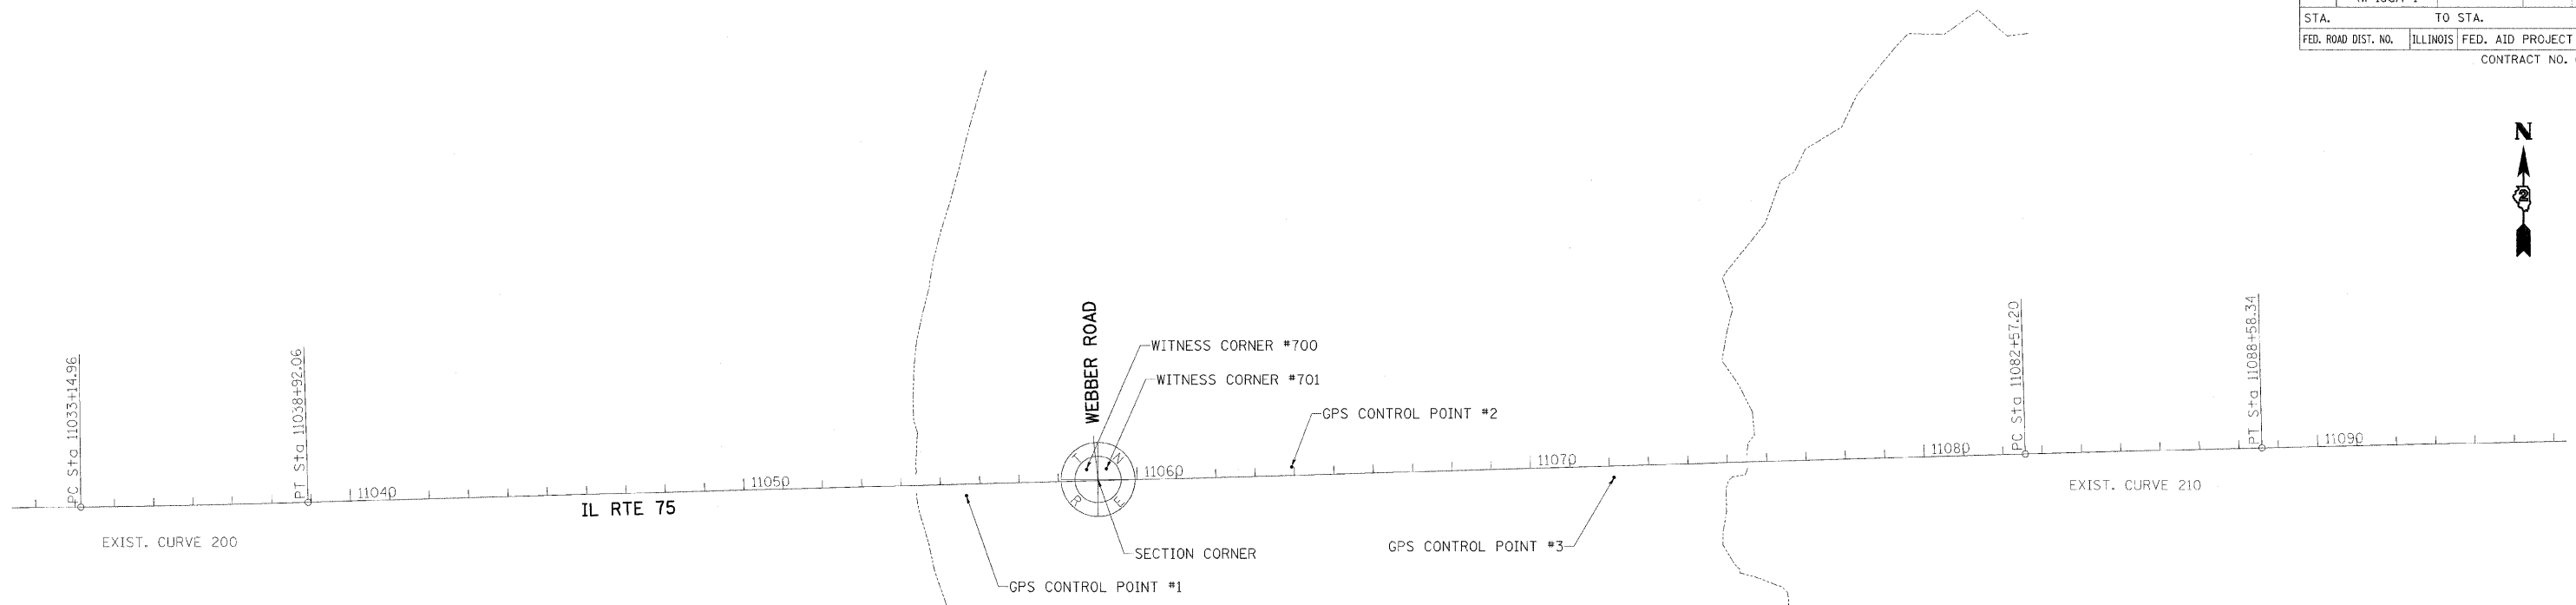 STA. TO STA.
FED. ROAD DIST. NO. ILLINOIS FED. AID PROJECT
CONTRACT NO.
N
2
PC Sta 11033+14.96
PT Sta 11038+92.06
WEBBER ROAD
WITNESS CORNER #700
WITNESS CORNER #701
GPS CONTROL POINT #2
PC Sta 11082+57.20
PT Sta 11088+58.34
11040
11050
T N
R E
11060
11070
11080
11090
IL RTE 75
EXIST. CURVE 200
EXIST. CURVE 210
SECTION CORNER
GPS CONTROL POINT #3
GPS CONTROL POINT #1